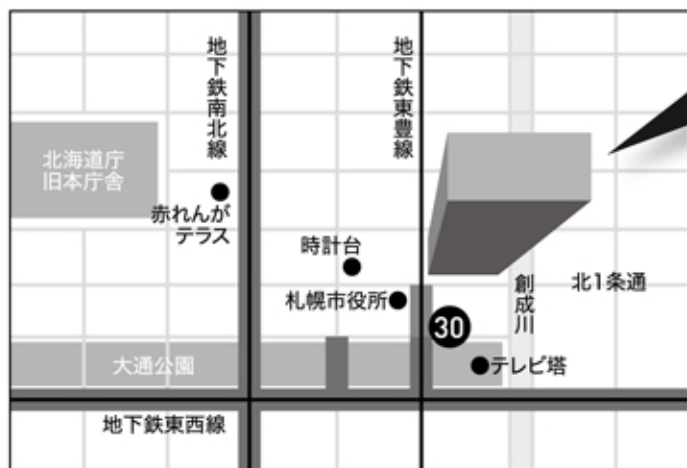 地下鉄南北線
地下鉄東豊線
北海道庁
旧本庁舎
赤れんが
テラス
時計台
札幌市役所
創成川
北1条通
30
大通公園
テレビ塔
地下鉄東西線